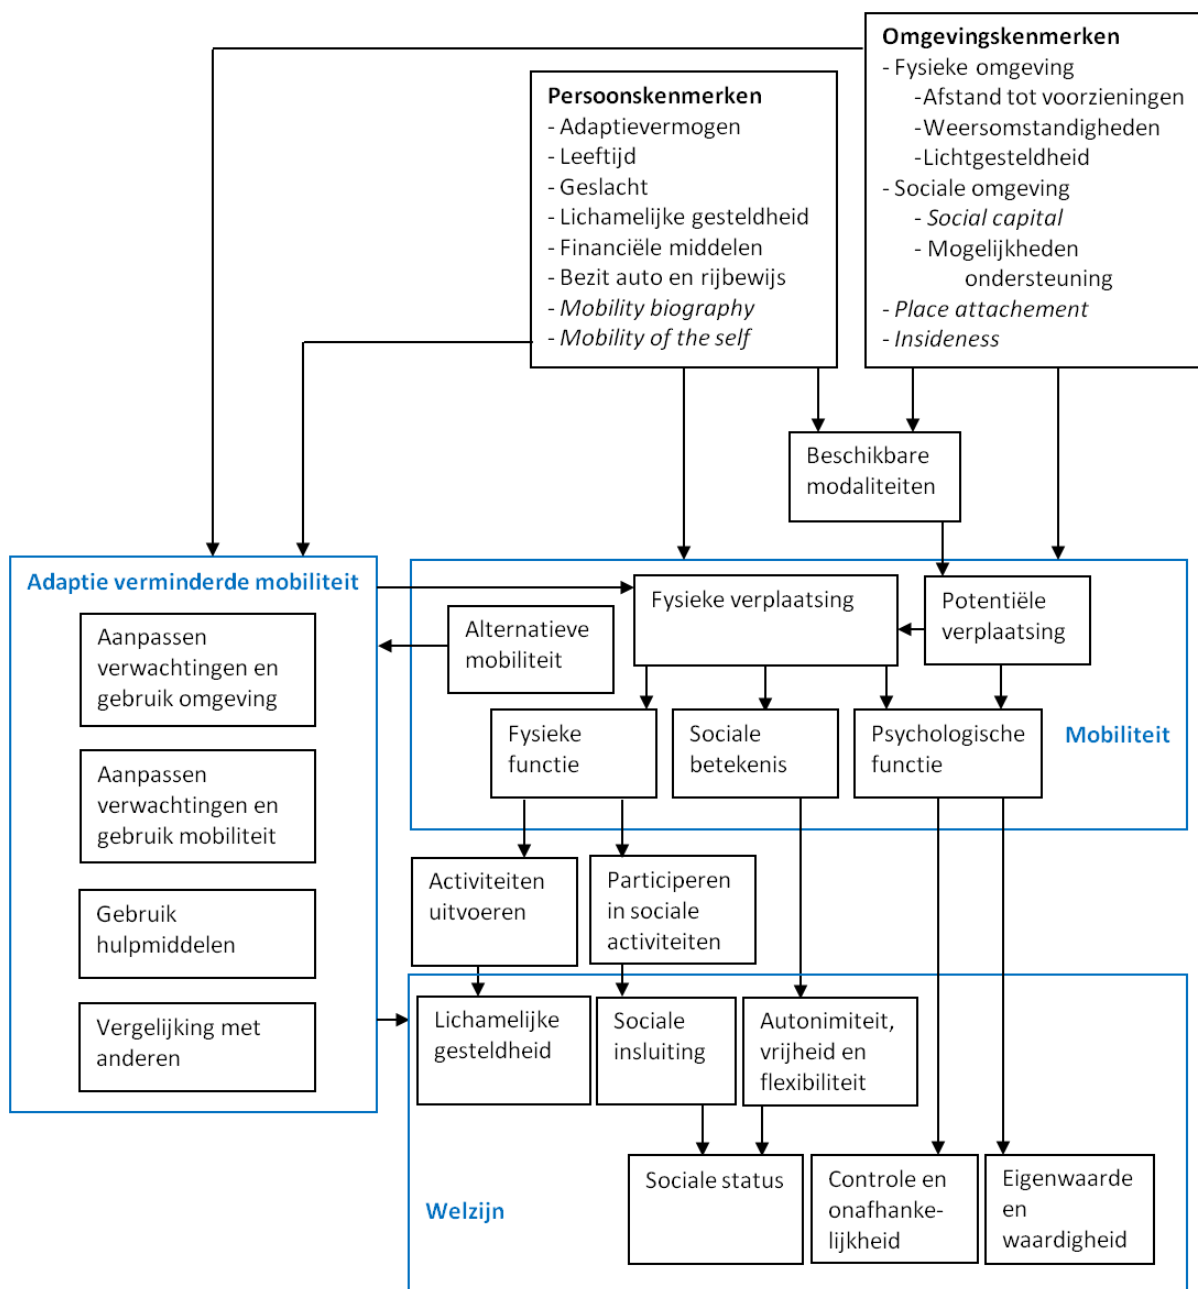 Omgevingskenmerken
- Fysieke omgeving
-Afstand tot voorzieningen
-Weersomstandigheden
-Lichtgesteldheid
- Sociale omgeving
- Social capital
- Mogelijkheden
ondersteuning
- Place attachement
- Insideness
Persoonskenmerken
- Adaptievermogen
- Leeftijd
- Geslacht
- Lichamelijke gesteldheid
- Financiële middelen
- Bezit auto en rijbewijs
- Mobility biography
- Mobility of the self
Beschikbare
modaliteiten
Adaptie verminderde mobiliteit
Aanpassen
verwachtingen en
gebruik omgeving
Aanpassen
verwachtingen en
gebruik mobiliteit
Gebruik
hulpmiddelen
Vergelijking met
anderen
Fysieke verplaatsing
Potentiële
verplaatsing
Alternatieve
mobiliteit
Fysieke
functie
Sociale
betekenis
Psychologische
functie
Mobiliteit
Activiteiten
uitvoeren
Participeren
in sociale
activiteiten
Lichamelijke
gesteldheid
Sociale
insluiting
Autonimiteit,
vrijheid en
flexibiliteit
Sociale status
Controle en
onafhanke-
lijkheid
Eigenwaarde
en
waardigheid
Welzijn